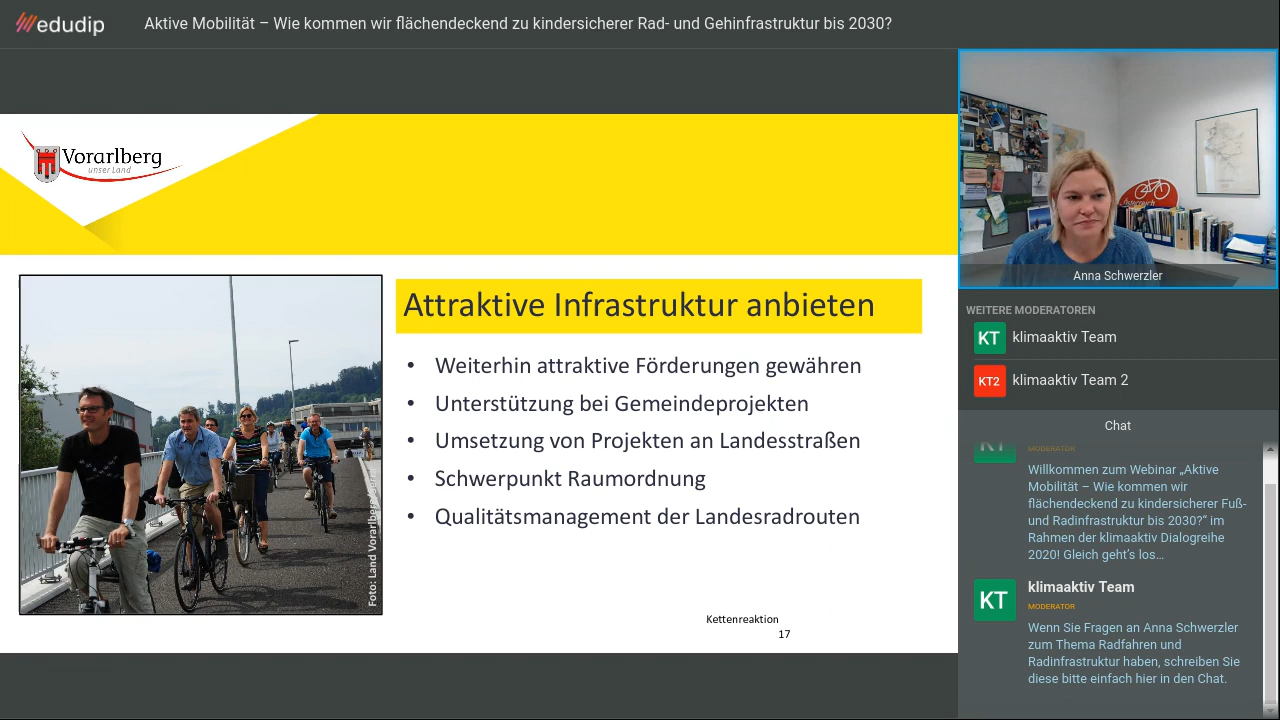 edudip
Aktive Mobilität – Wie kommen wir flächendeckend zu kindersicherer Rad- und Gehinfrastruktur bis 2030?
Vorarlberg
unser Land
Attraktive Infrastruktur anbieten
• Weiterhin attraktive Förderungen gewähren
• Unterstützung bei Gemeindeprojekten
• Umsetzung von Projekten an Landesstraßen
• Schwerpunkt Raumordnung
• Qualitätsmanagement der Landesradrouten
Foto: Land Vorarlberg
Kettenreaktion
17
Österreich
Anna Schwerzler
WEITERE MODERATOREN
KT klimaaktiv Team
KT2 klimaaktiv Team 2
Chat
KT
MODERATOR
Willkommen zum Webinar „Aktive
Mobilität – Wie kommen wir
flächendeckend zu kindersicherer Fuß-
und Radinfrastruktur bis 2030?“ im
Rahmen der klimaaktiv Dialogreihe
2020! Gleich geht's los...
KT klimaaktiv Team
MODERATOR
Wenn Sie Fragen an Anna Schwerzler
zum Thema Radfahren und
Radinfrastruktur haben, schreiben Sie
diese bitte einfach hier in den Chat.